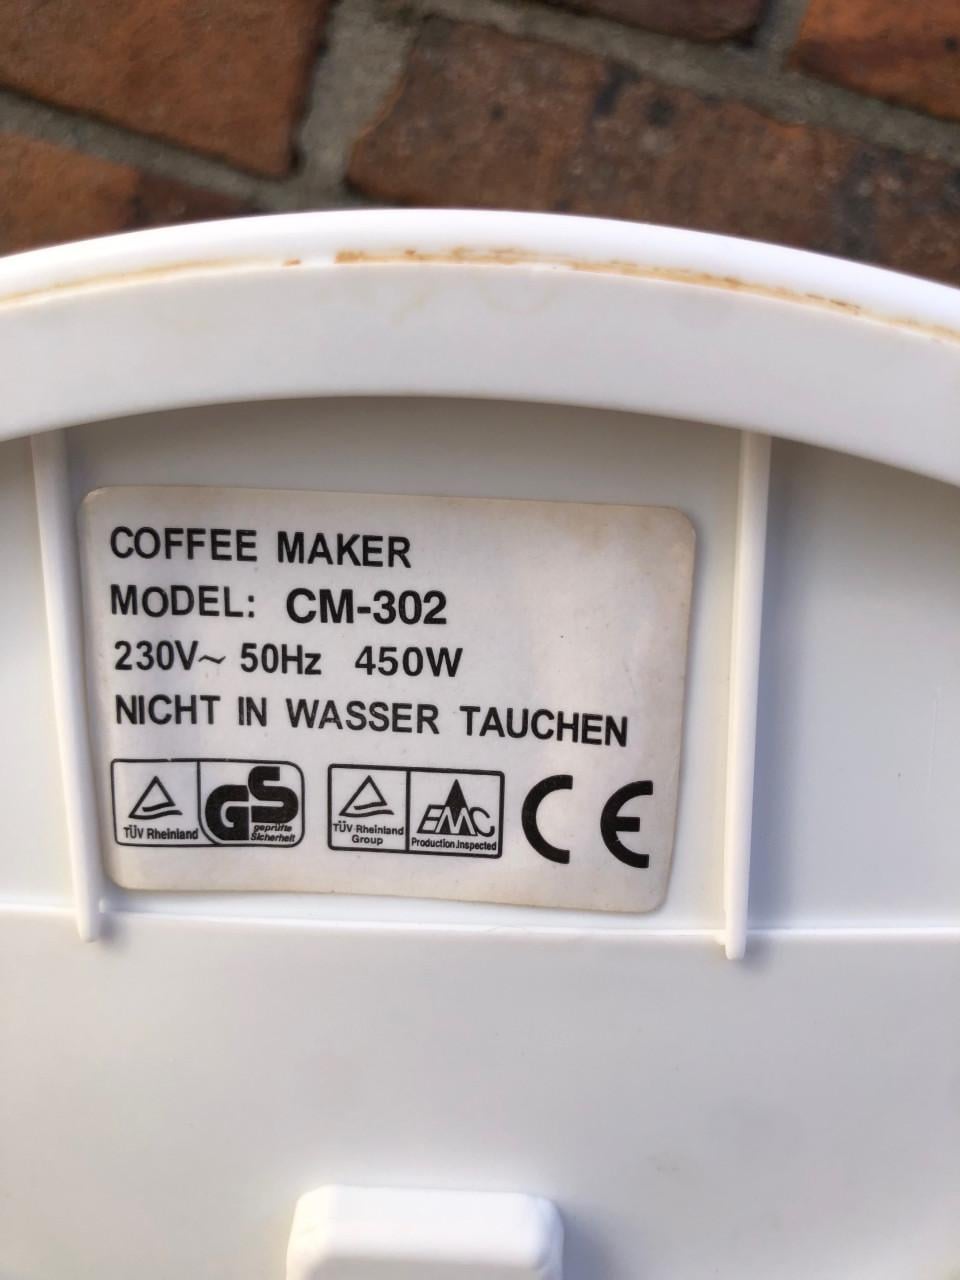 COFFEE MAKER
MODEL: CM-302
230V~ 50Hz 450W
NICHT IN WASSER TAUCHEN
TÜV Rheinland
GS
geprüfte
Sicherheit
TÜV Rheinland
Group
EMC
Production.Inspected
CE